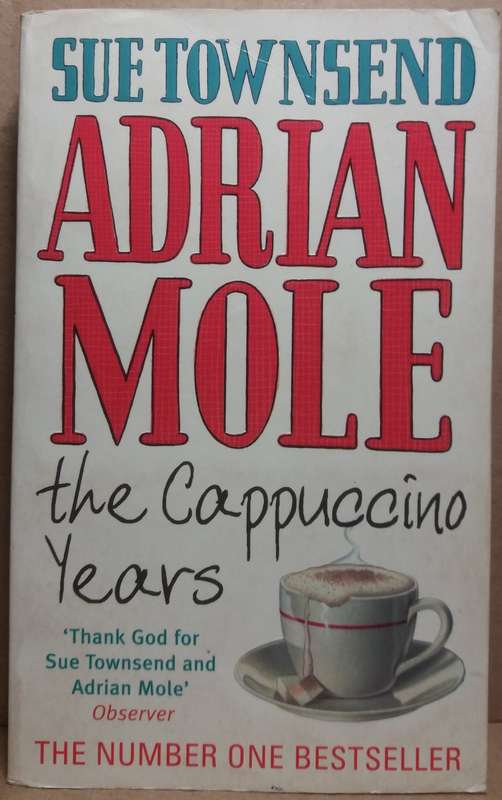 SUE TOWNSEND
ADRIAN
MOLE
the Cappuccino
Years
‘Thank God for
Sue Townsend and
Adrian Mole’
Observer
THE NUMBER ONE BESTSELLER